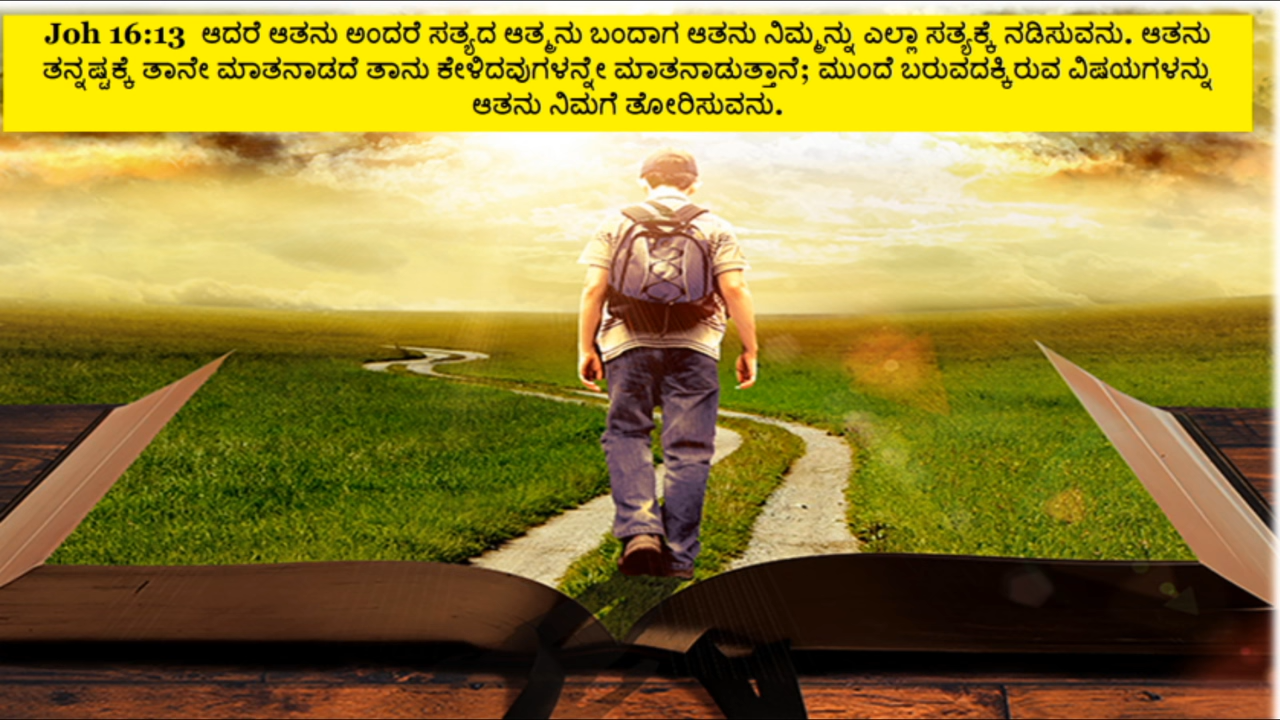 Joh 16:13 ಆದರೆ ಆತನು ಅಂದರೆ ಸತ್ಯದ ಆತ್ಮನು ಬಂದಾಗ ಆತನು ನಿಮ್ಮನ್ನು ಎಲ್ಲಾ ಸತ್ಯಕ್ಕೆ ನಡಿಸುವನು. ಆತನು
ತನ್ನಷ್ಟಕ್ಕೆ ತಾನೇ ಮಾತನಾಡದೆ ತಾನು ಕೇಳಿದವುಗಳನ್ನೇ ಮಾತನಾಡುತ್ತಾನೆ; ಮುಂದೆ ಬರುವದಕ್ಕಿರುವ ವಿಷಯಗಳನ್ನು
ಆತನು ನಿಮಗೆ ತೋರಿಸುವನು.